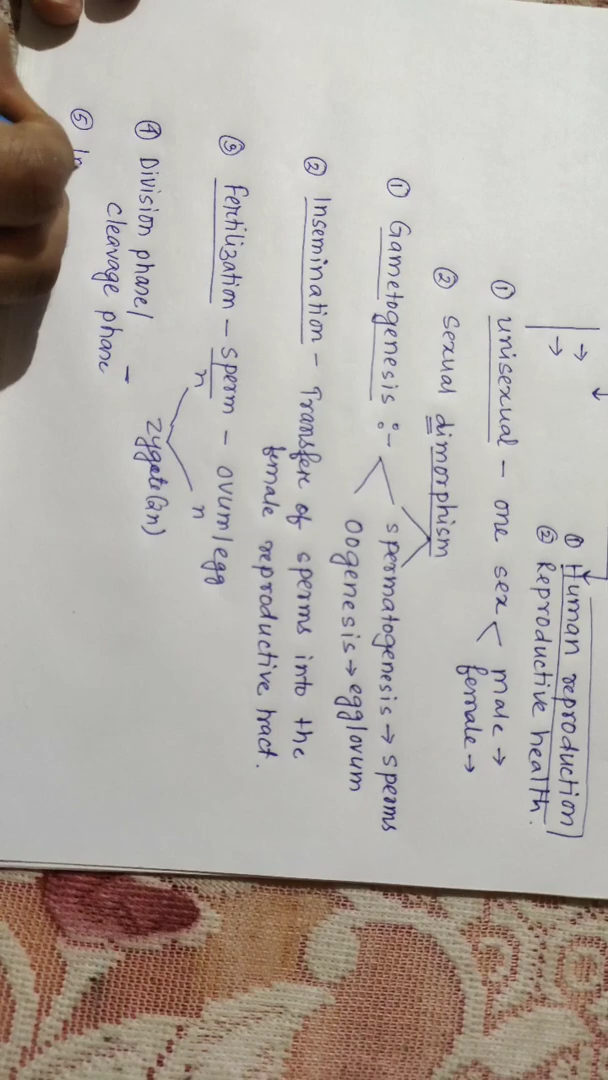 ① Human reproduction
② Reproductive health.
① unisexual - one sex < male →
female →
② sexual dimorphism
① Gametogenesis :- < spermatogenesis → sperms
oogenesis → egg/ovum
② Insemination - Transfere of sperms into the
female reproductive tract.
③ fertilization - sperm - ovum/egg
n n
zygote (2n)
④ Division phase/
cleavage phase -
⑤ In